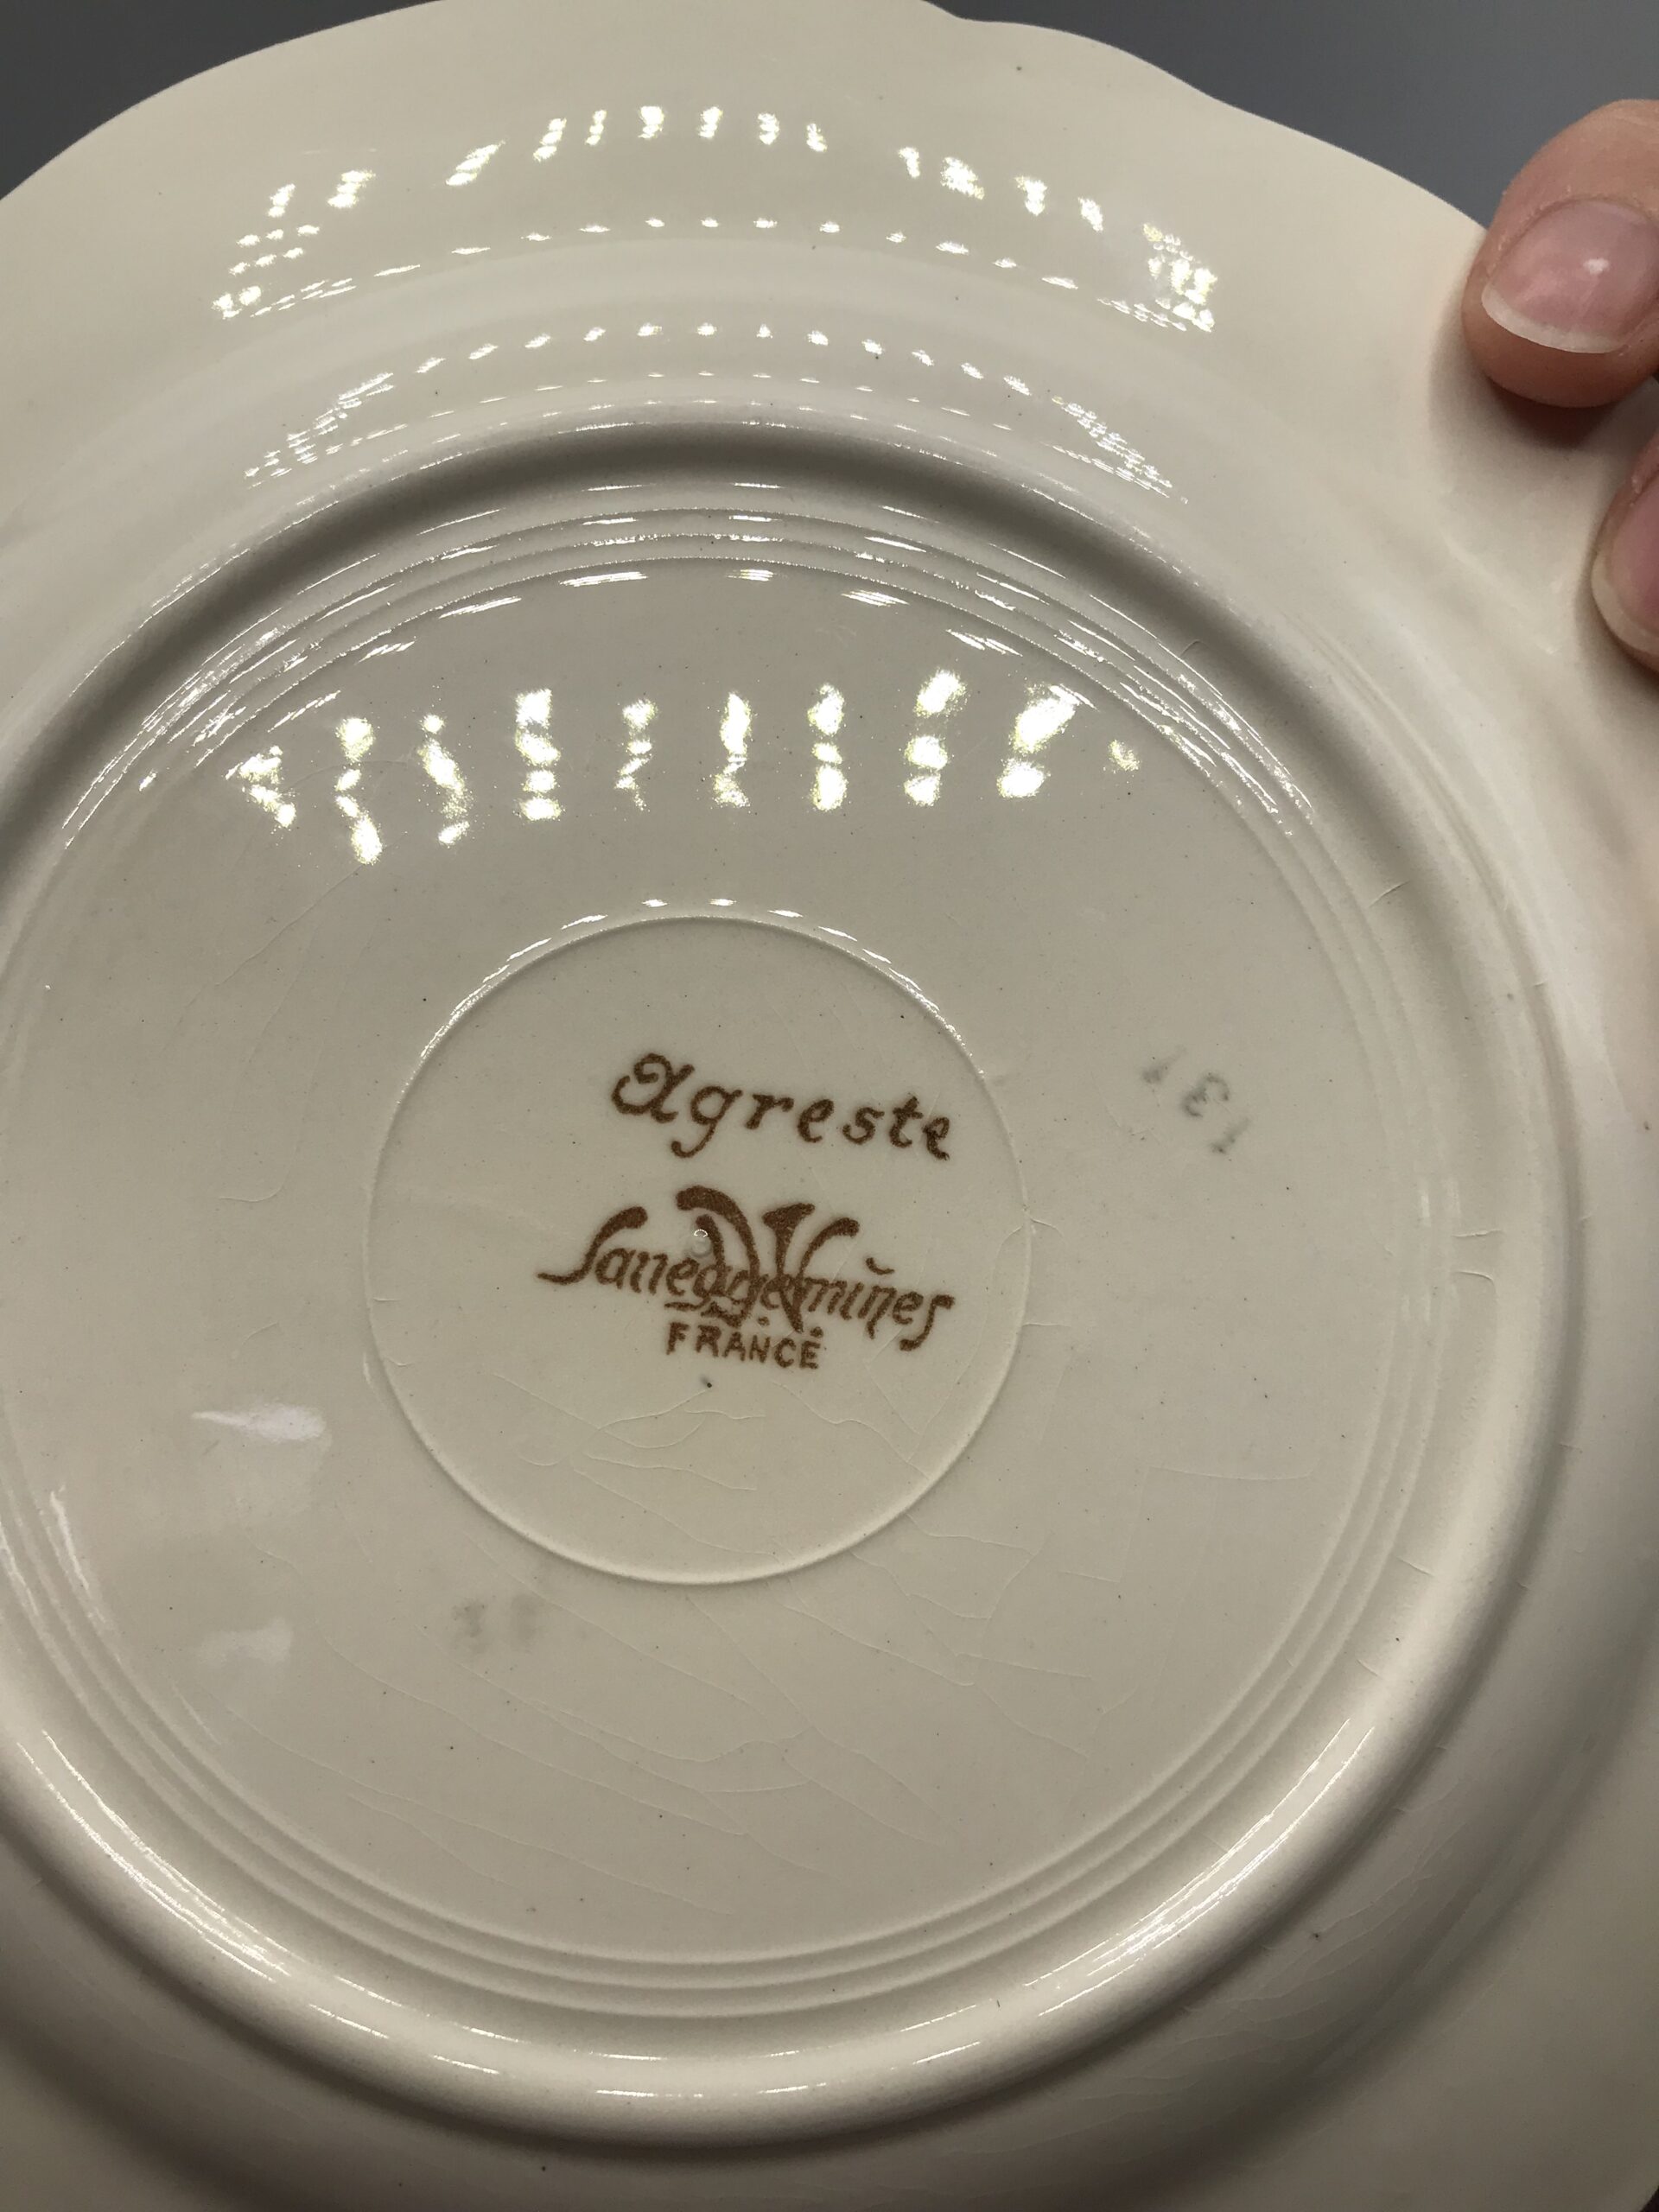 Agreste
Sarreguemines
FRANCE
131